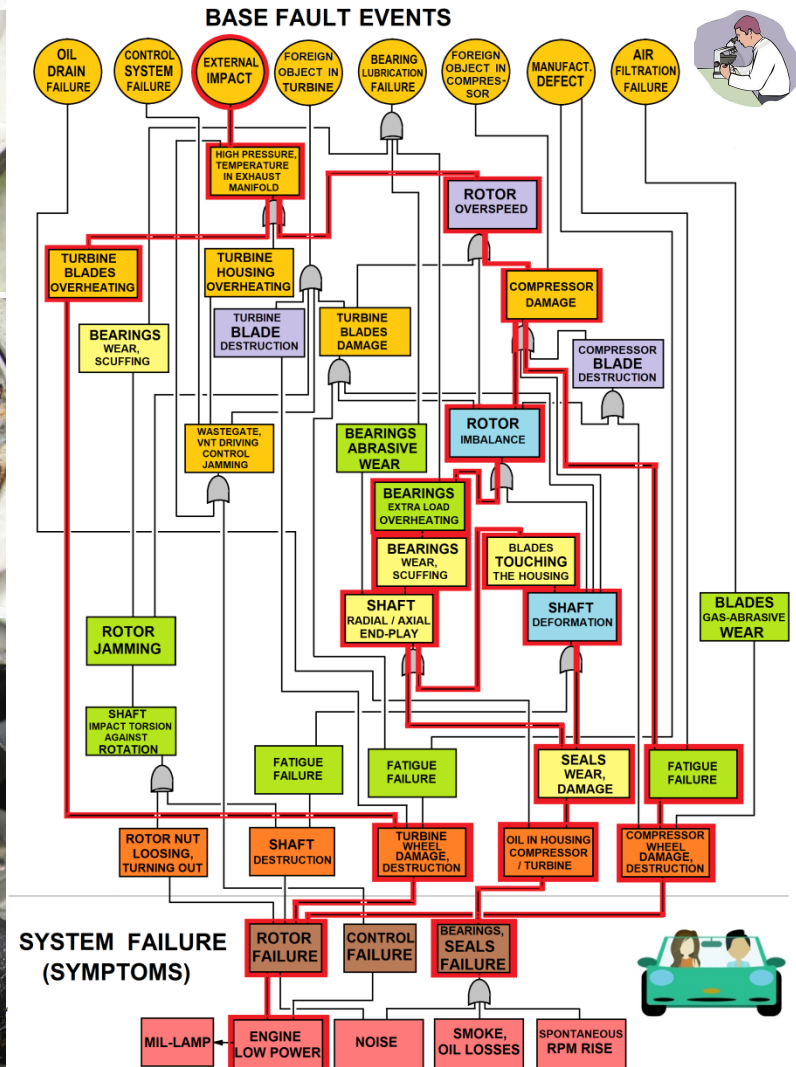 BASE FAULT EVENTS
OIL
DRAIN
FAILURE
CONTROL
SYSTEM
FAILURE
EXTERNAL
IMPACT
FOREIGN
OBJECT IN
TURBINE
BEARING
LUBRICATION
FAILURE
FOREIGN
OBJECT IN
COMPRES-
SOR
MANUFACT.
DEFECT
AIR
FILTRATION
FAILURE
HIGH PRESSURE,
TEMPERATURE
IN EXHAUST
MANIFOLD
ROTOR
OVERSPEED
TURBINE
BLADES
OVERHEATING
TURBINE
HOUSING
OVERHEATING
COMPRESSOR
DAMAGE
BEARINGS
WEAR,
SCUFFING
TURBINE
BLADE
DESTRUCTION
TURBINE
BLADES
DAMAGE
COMPRESSOR
BLADE
DESTRUCTION
WASTEGATE,
VNT DRIVING
CONTROL
JAMMING
BEARINGS
ABRASIVE
WEAR
ROTOR
IMBALANCE
BEARINGS
EXTRA LOAD
OVERHEATING
BEARINGS
WEAR,
SCUFFING
BLADES
TOUCHING
THE HOUSING
SHAFT
RADIAL / AXIAL
END-PLAY
SHAFT
DEFORMATION
BLADES
GAS-ABRASIVE
WEAR
ROTOR
JAMMING
SHAFT
IMPACT TORSION
AGAINST
ROTATION
FATIGUE
FAILURE
FATIGUE
FAILURE
SEALS
WEAR,
DAMAGE
FATIGUE
FAILURE
ROTOR NUT
LOOSING,
TURNING OUT
SHAFT
DESTRUCTION
TURBINE
WHEEL
DAMAGE,
DESTRUCTION
OIL IN HOUSING
COMPRESSOR
/ TURBINE
COMPRESSOR
WHEEL
DAMAGE,
DESTRUCTION
SYSTEM FAILURE
(SYMPTOMS)
ROTOR
FAILURE
CONTROL
FAILURE
BEARINGS,
SEALS
FAILURE
MIL-LAMP
ENGINE
LOW POWER
NOISE
SMOKE,
OIL LOSSES
SPONTANEOUS
RPM RISE